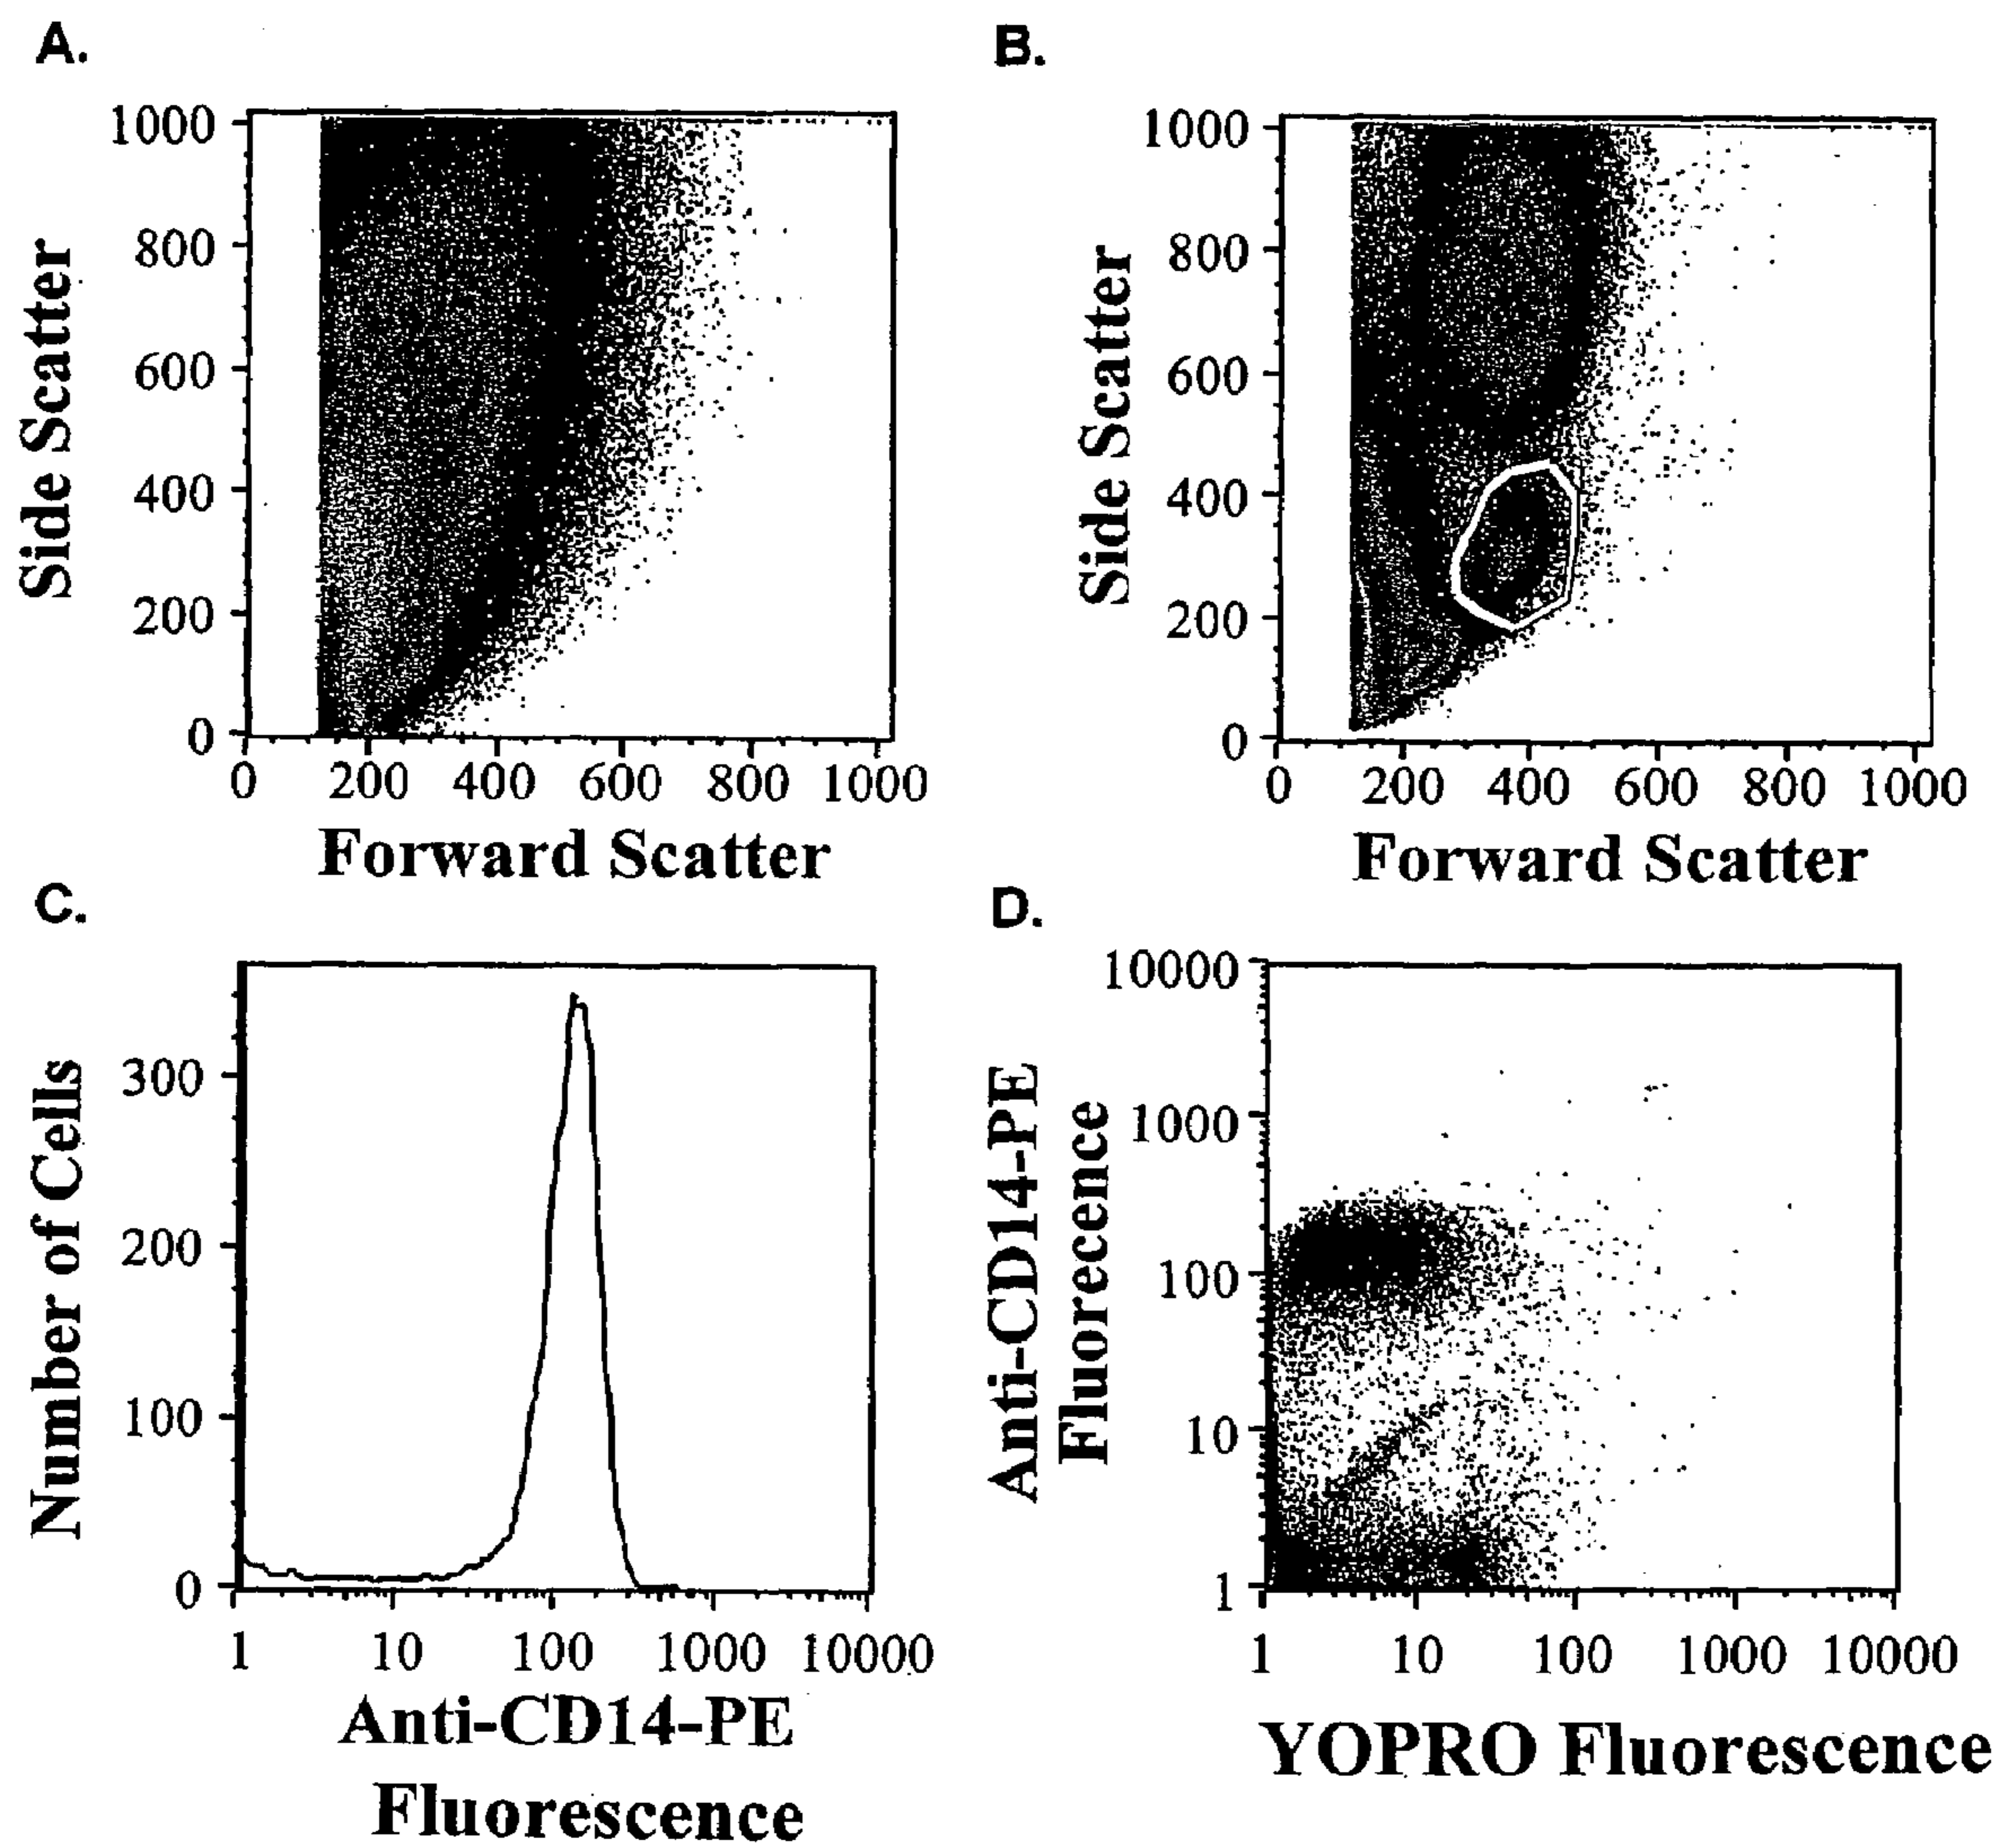 A.
1000
800
600
400
200
0
Side Scatter
0 200 400 600 800 1000
Forward Scatter
B.
1000
800
600
400
200
0
Side Scatter
0 200 400 600 800 1000
Forward Scatter
C.
300
200
100
0
Number of Cells
1 10 100 1000 10000
Anti-CD14-PE
Fluorescence
D.
10000
1000
100
10
1
Anti-CD14-PE
Fluorecence
1 10 100 1000 10000
YOPRO Fluorescence